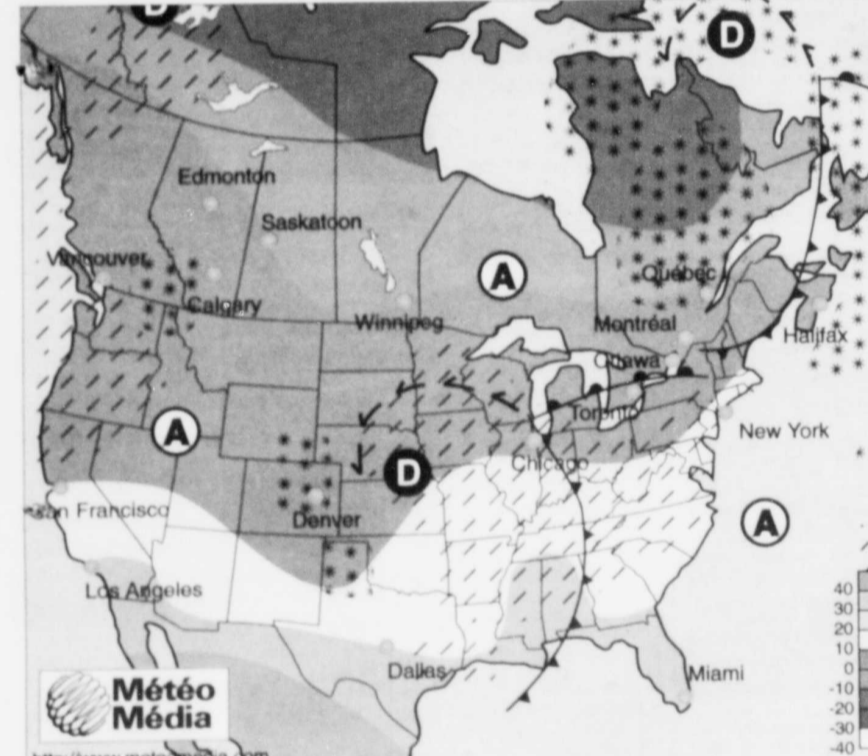 D
D
Edmonton
Saskatoon
Vancouver
A
Québec
Calgary
Winnipeg
Montréal
Halifax
Ottawa
Toronto
A
New York
Chicago
D
San Francisco
Denver
A
Los Angeles
Dallas
Miami
Météo
Média
40
30
20
10
0
-10
-20
-30
-40